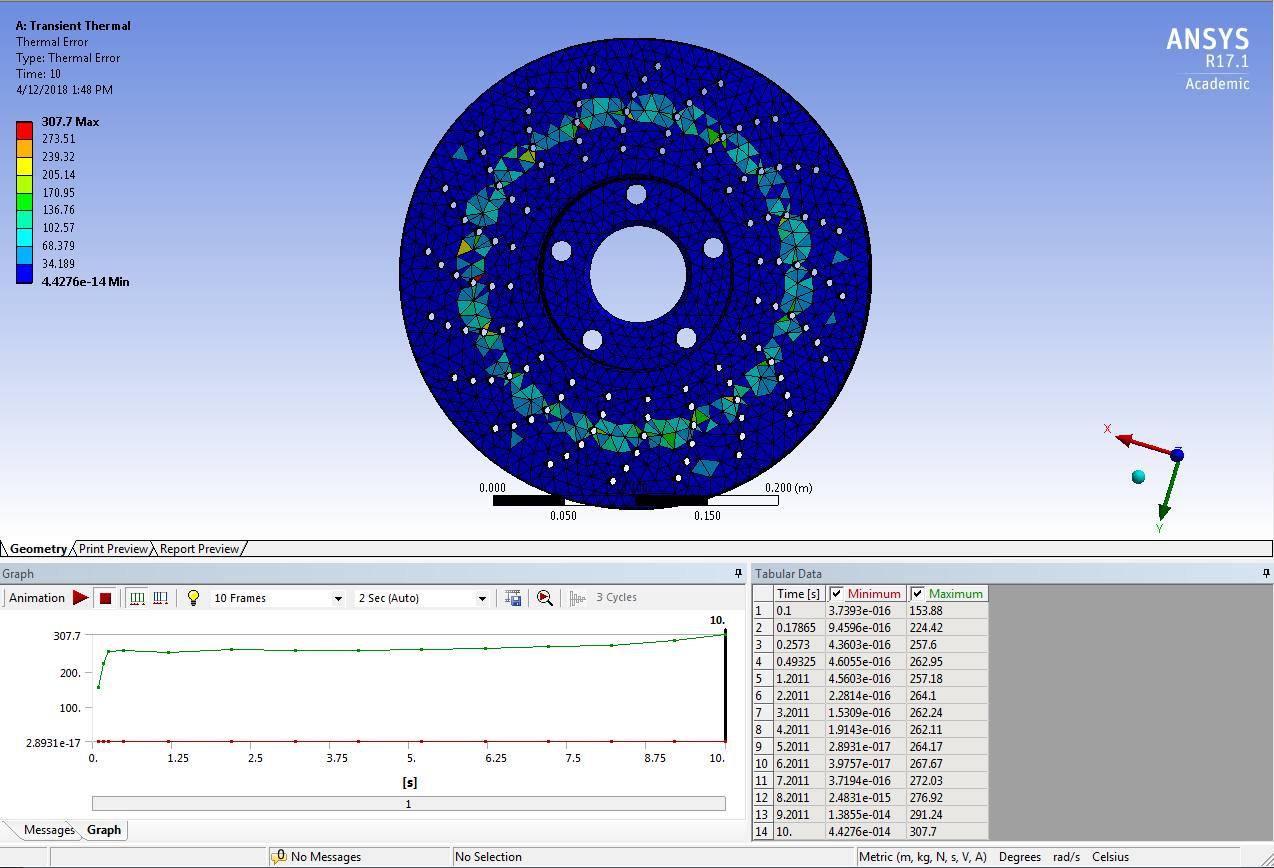 A: Transient Thermal
Thermal Error
Type: Thermal Error
Time: 10
4/12/2018 1:48 PM
307.7 Max
273.51
239.32
205.14
170.95
136.76
102.57
68.379
34.189
4.4276e-14 Min
ANSYS
R17.1
Academic
X
Y
0.000
0.200 (m)
0.050
0.150
Geometry Print Preview Report Preview
Graph
Animation 10 Frames 2 Sec (Auto) 3 Cycles
10.
307.7
200.
100.
2.8931e-17
0. 1.25 2.5 3.75 5. 6.25 7.5 8.75 10.
[s]
1
Messages Graph
Tabular Data
Time [s] Minimum Maximum
1 0.1 3.7393e-016 153.88
2 0.17865 9.4596e-016 224.42
3 0.2573 4.3603e-016 257.6
4 0.49325 4.6055e-016 262.95
5 1.2011 4.5603e-016 257.18
6 2.2011 2.2814e-016 264.1
7 3.2011 1.5309e-016 262.24
8 4.2011 1.9143e-016 262.11
9 5.2011 2.8931e-017 264.17
10 6.2011 3.9757e-017 267.67
11 7.2011 3.7194e-016 272.03
12 8.2011 2.4831e-015 276.92
13 9.2011 1.3855e-014 291.24
14 10. 4.4276e-014 307.7
0 No Messages No Selection Metric (m, kg, N, s, V, A) Degrees rad/s Celsius